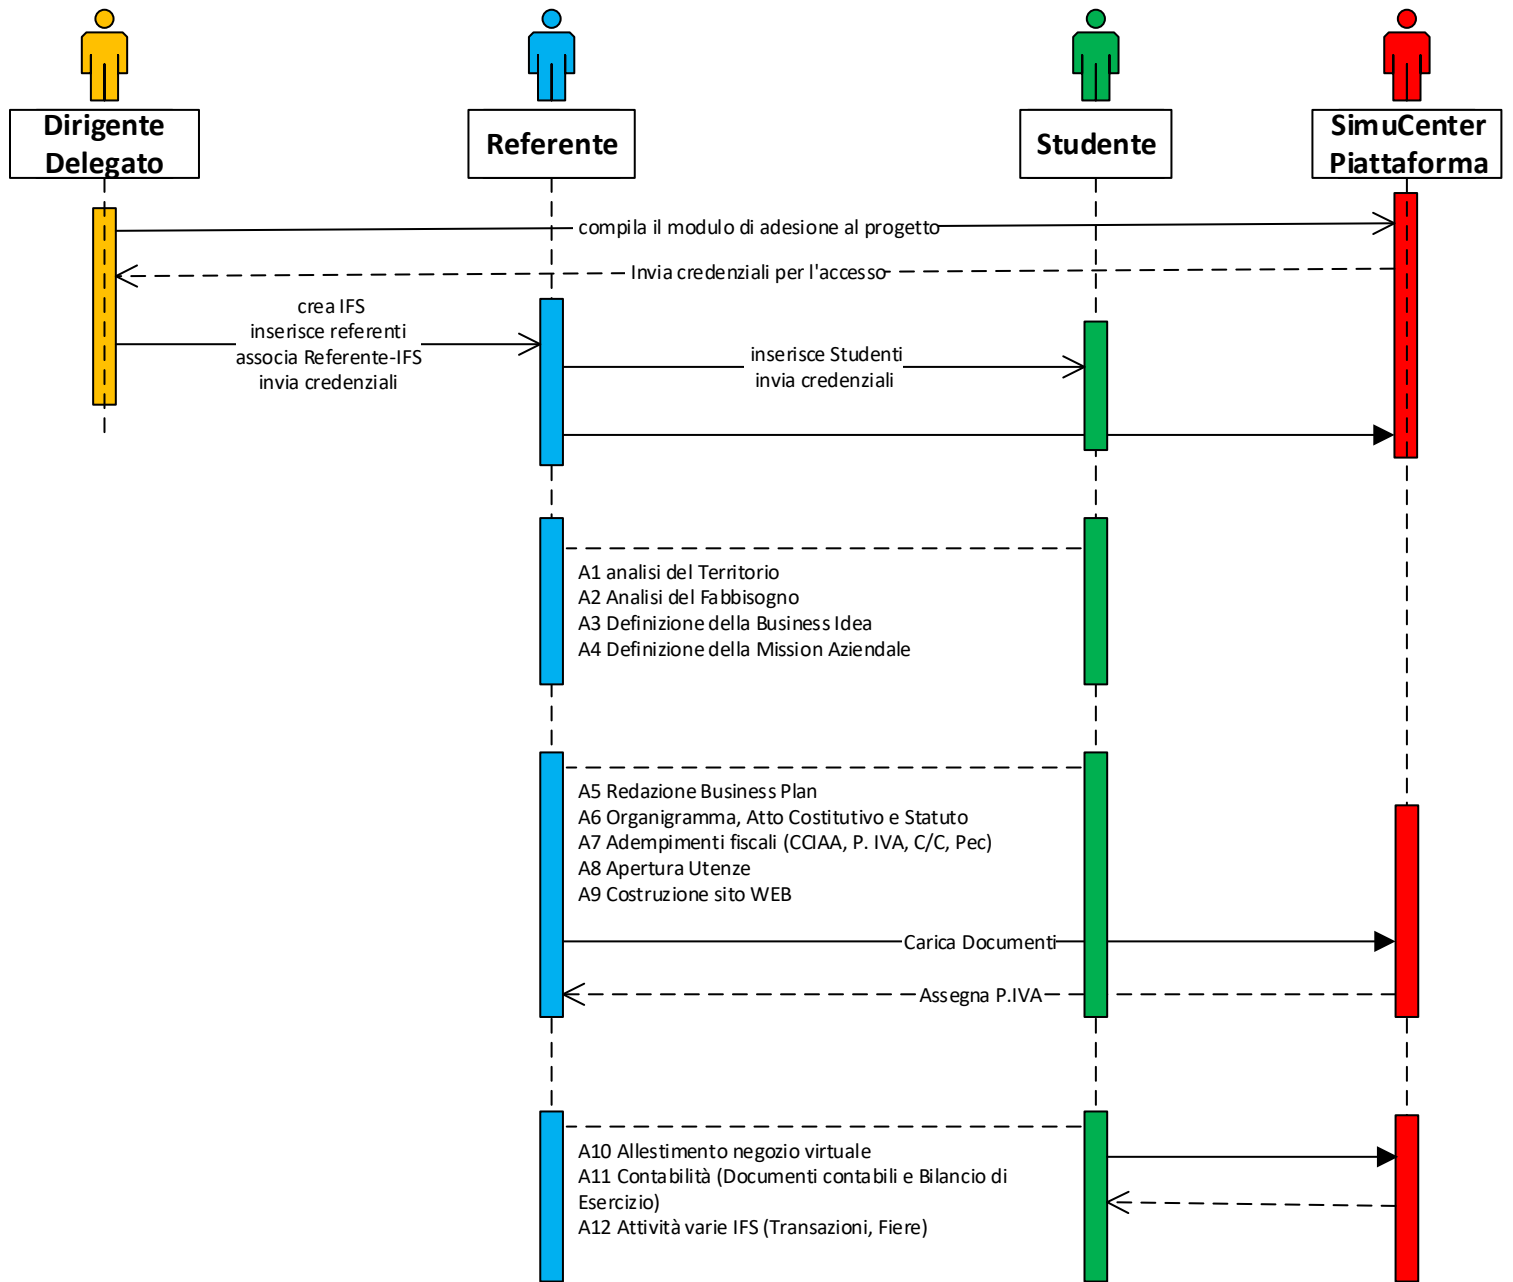 Dirigente
Delegato
Referente
Studente
SimuCenter
Piattaforma
compila il modulo di adesione al progetto
Invia credenziali per l'accesso
crea IFS
inserisce referenti
associa Referente-IFS
invia credenziali
inserisce Studenti
invia credenziali
A1 analisi del Territorio
A2 Analisi del Fabbisogno
A3 Definizione della Business Idea
A4 Definizione della Mission Aziendale
A5 Redazione Business Plan
A6 Organigramma, Atto Costitutivo e Statuto
A7 Adempimenti fiscali (CCIAA, P. IVA, C/C, Pec)
A8 Apertura Utenze
A9 Costruzione sito WEB
Carica Documenti
Assegna P.IVA
A10 Allestimento negozio virtuale
A11 Contabilità (Documenti contabili e Bilancio di
Esercizio)
A12 Attività varie IFS (Transazioni, Fiere)